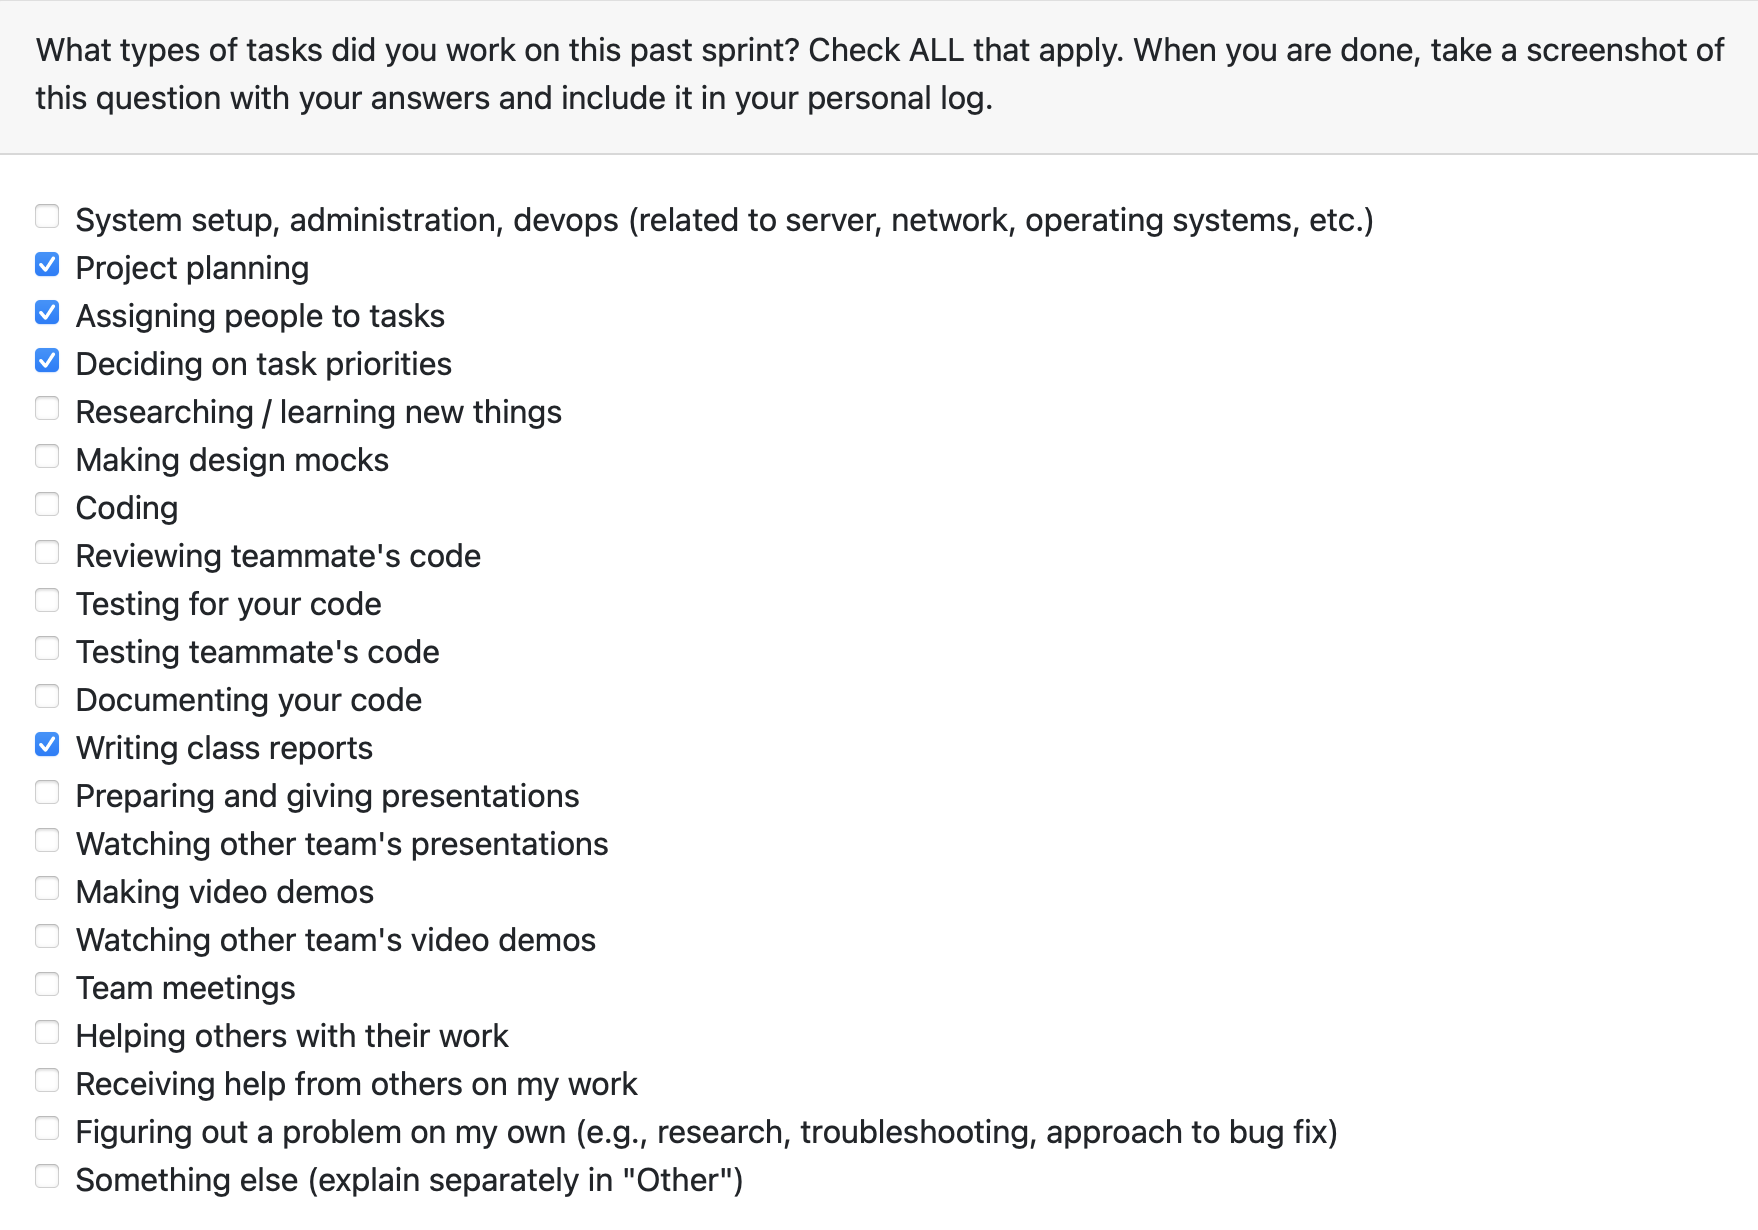 What types of tasks did you work on this past sprint? Check ALL that apply. When you are done, take a screenshot of
this question with your answers and include it in your personal log.
System setup, administration, devops (related to server, network, operating systems, etc.)
Project planning
Assigning people to tasks
Deciding on task priorities
Researching / learning new things
Making design mocks
Coding
Reviewing teammate's code
Testing for your code
Testing teammate's code
Documenting your code
Writing class reports
Preparing and giving presentations
Watching other team's presentations
Making video demos
Watching other team's video demos
Team meetings
Helping others with their work
Receiving help from others on my work
Figuring out a problem on my own (e.g., research, troubleshooting, approach to bug fix)
Something else (explain separately in "Other")